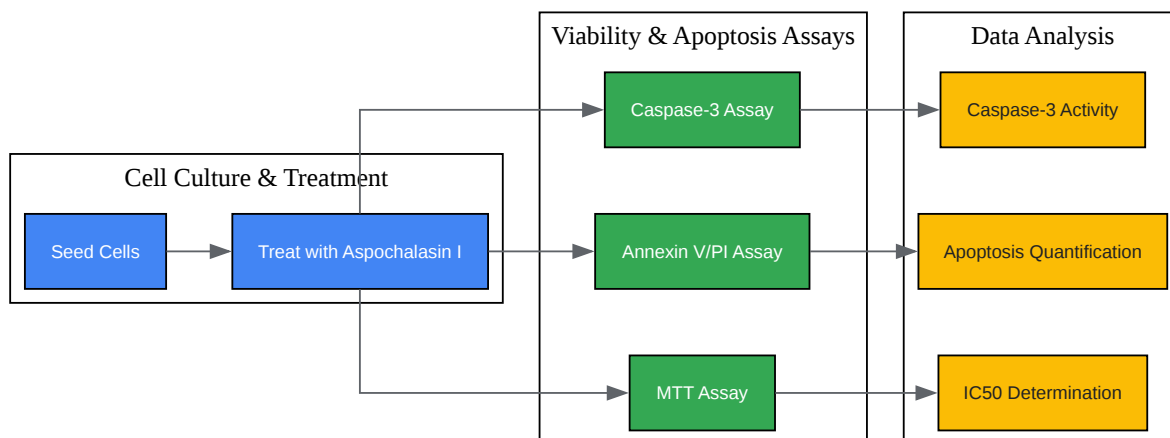 Viability & Apoptosis Assays
Data Analysis
Caspase-3 Assay
Caspase-3 Activity
Cell Culture & Treatment
Seed Cells
Treat with Aspochalasin I
Annexin V/PI Assay
Apoptosis Quantification
MTT Assay
IC50 Determination